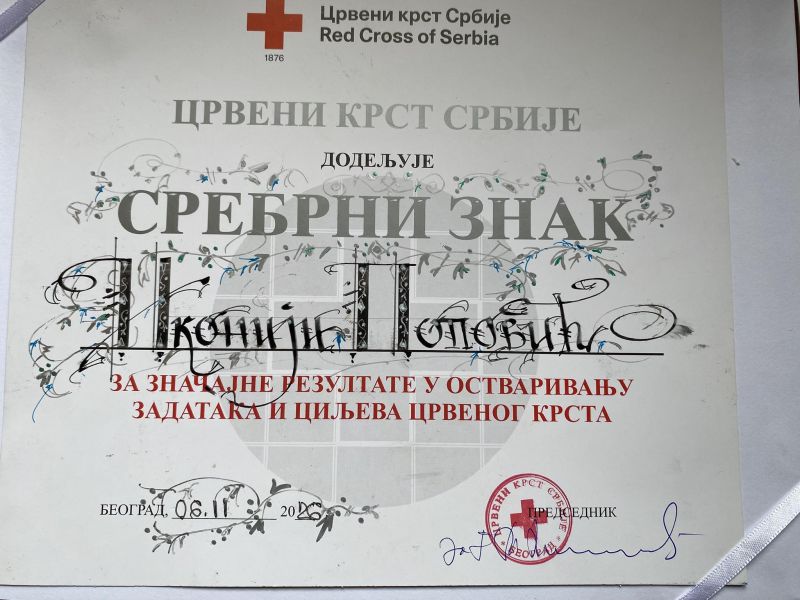 Црвени крст Србије
Red Cross of Serbia
1876
ЦРВЕНИ КРСТ СРБИЈЕ
ДОДЕЉУЈЕ
СРЕБРНИ ЗНАК
Иконији Поповић
ЗА ЗНАЧАЈНЕ РЕЗУЛТАТЕ У ОСТВАРИВАЊУ
ЗАДАТАКА И ЦИЉЕВА ЦРВЕНОГ КРСТА
БЕОГРАД, 06.11 20
ПРЕДСЕДНИК
ЦРВЕНИ КРСТ СРБИЈЕ
БЕОГРАД